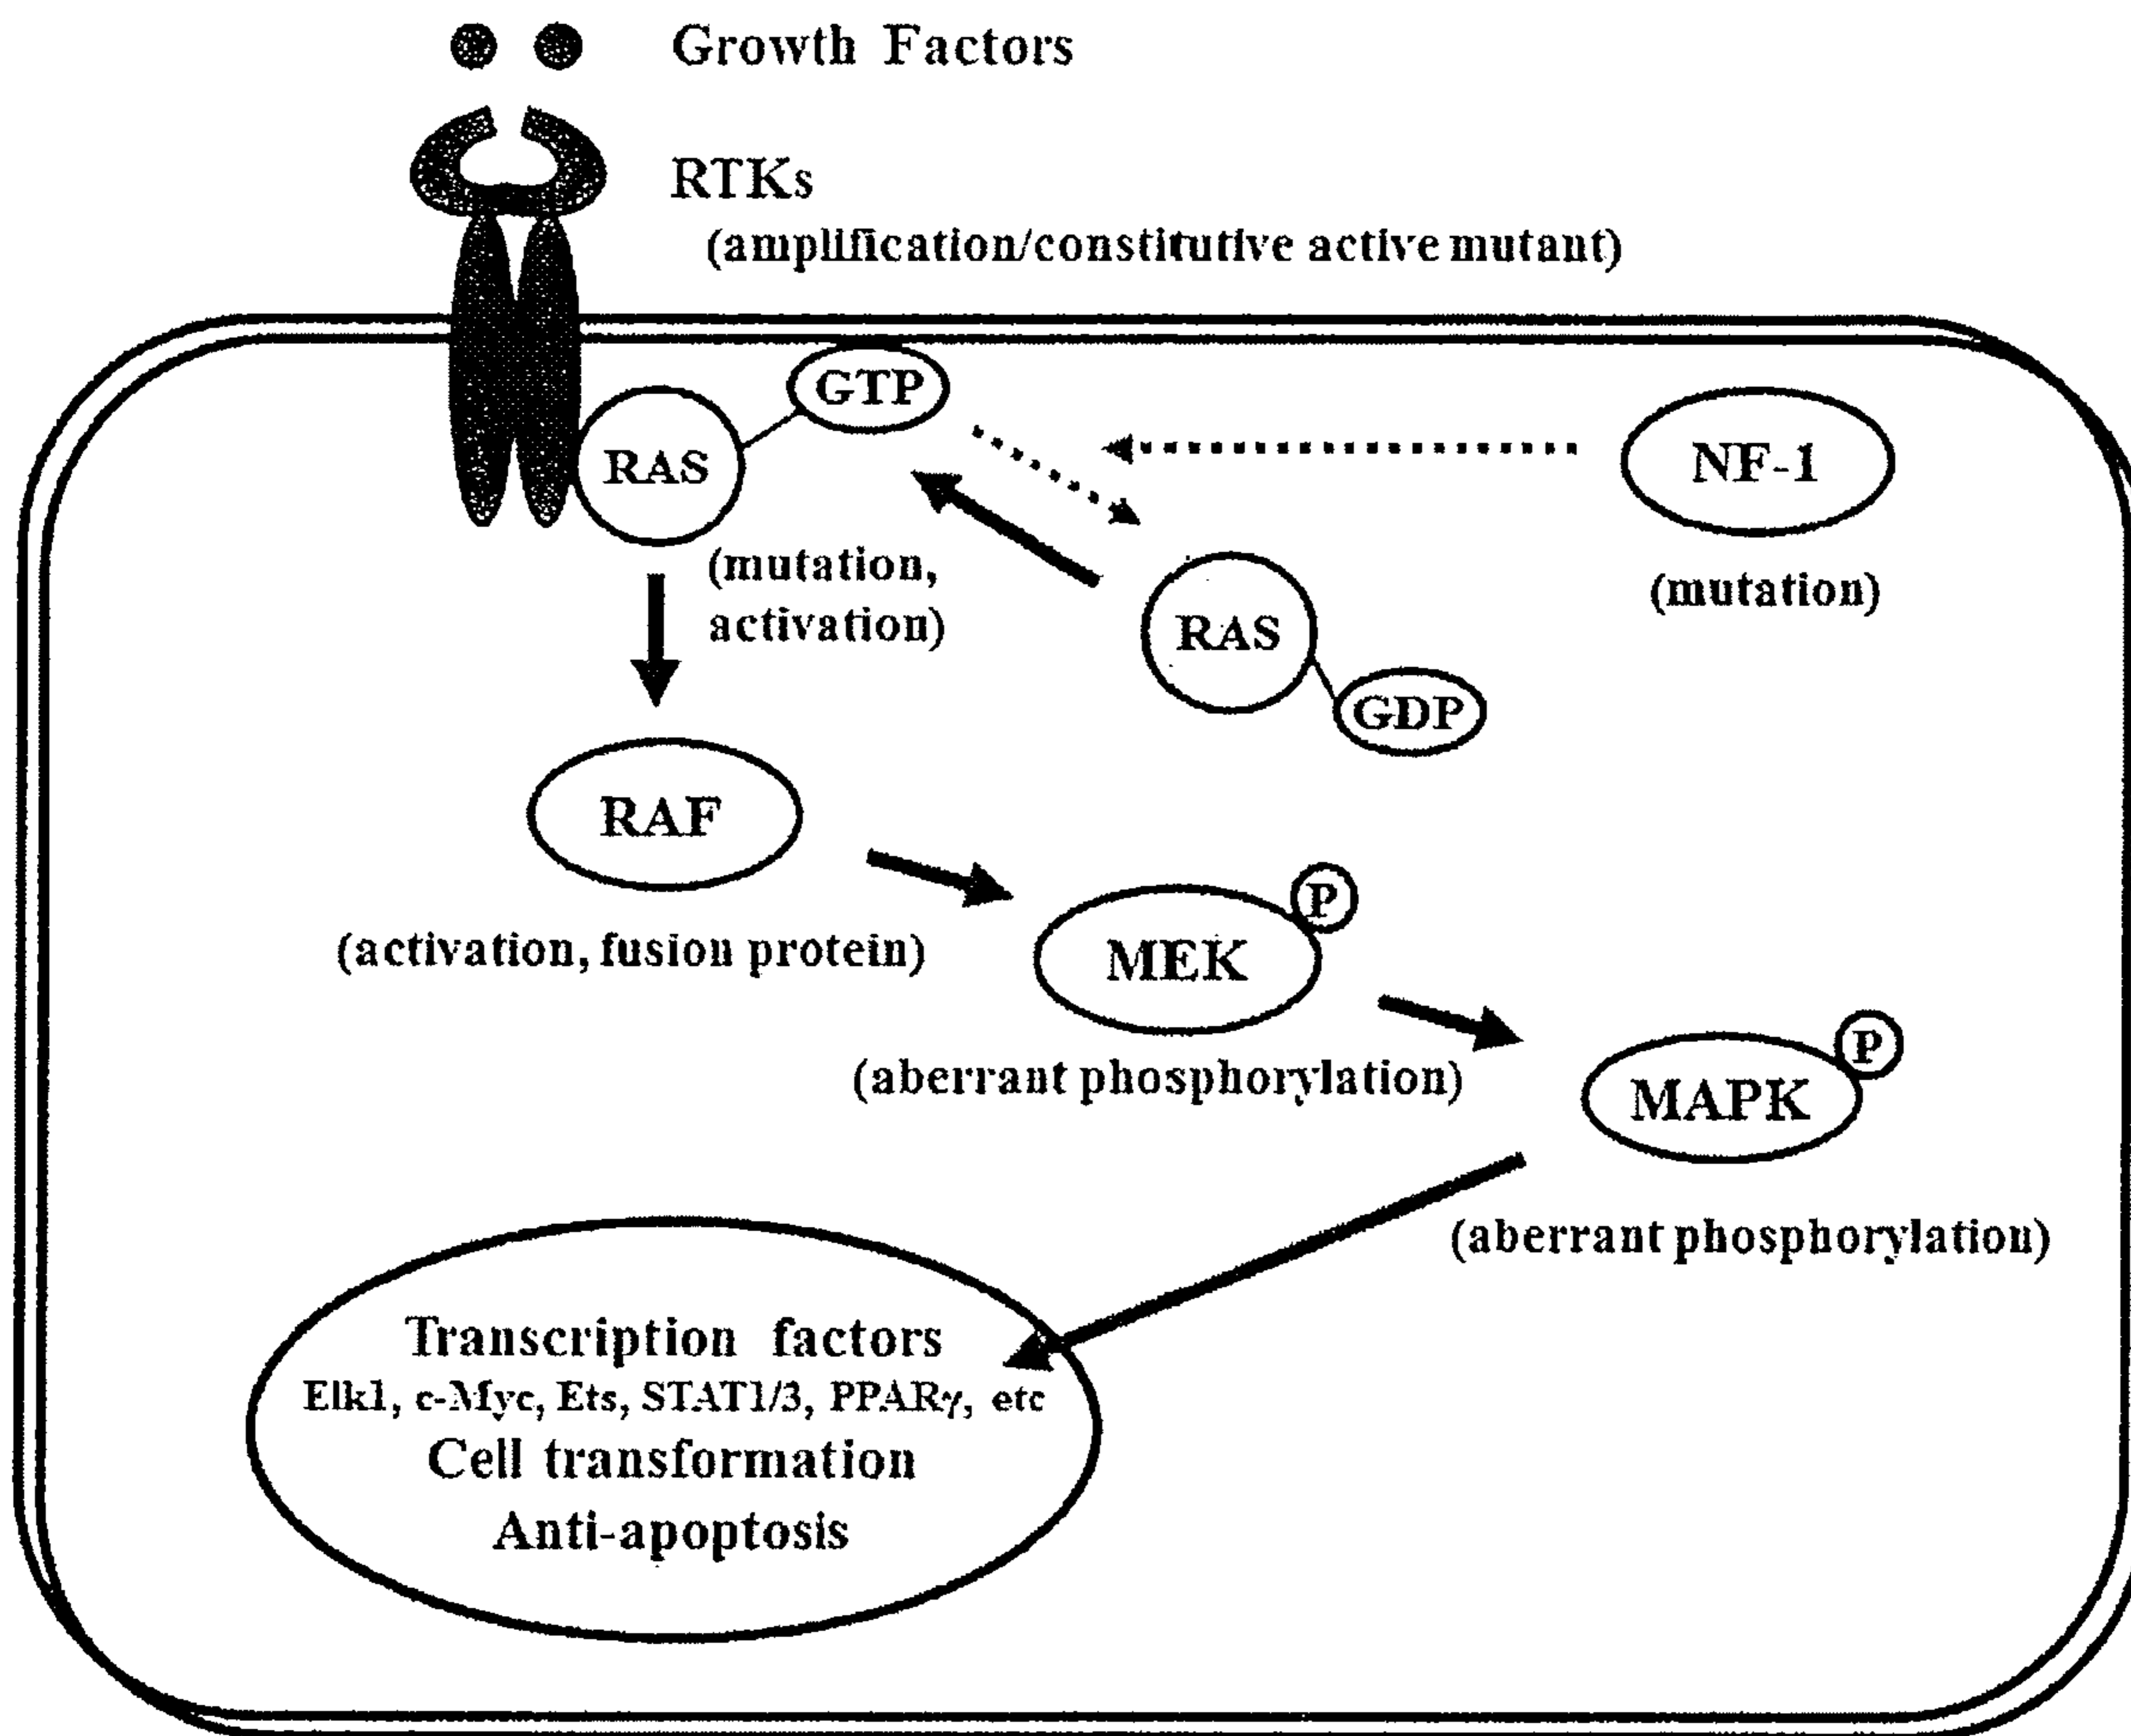 Growth Factors
RTKs
(amplification/constitutive active mutant)
GTP
RAS
NF-1
(mutation,
activation)
(mutation)
RAS
GDP
RAF
(activation, fusion protein)
P
MEK
(aberrant phosphorylation)
P
MAPK
(aberrant phosphorylation)
Transcription factors
Elk1, c-Myc, Ets, STAT1/3, PPARγ, etc
Cell transformation
Anti-apoptosis